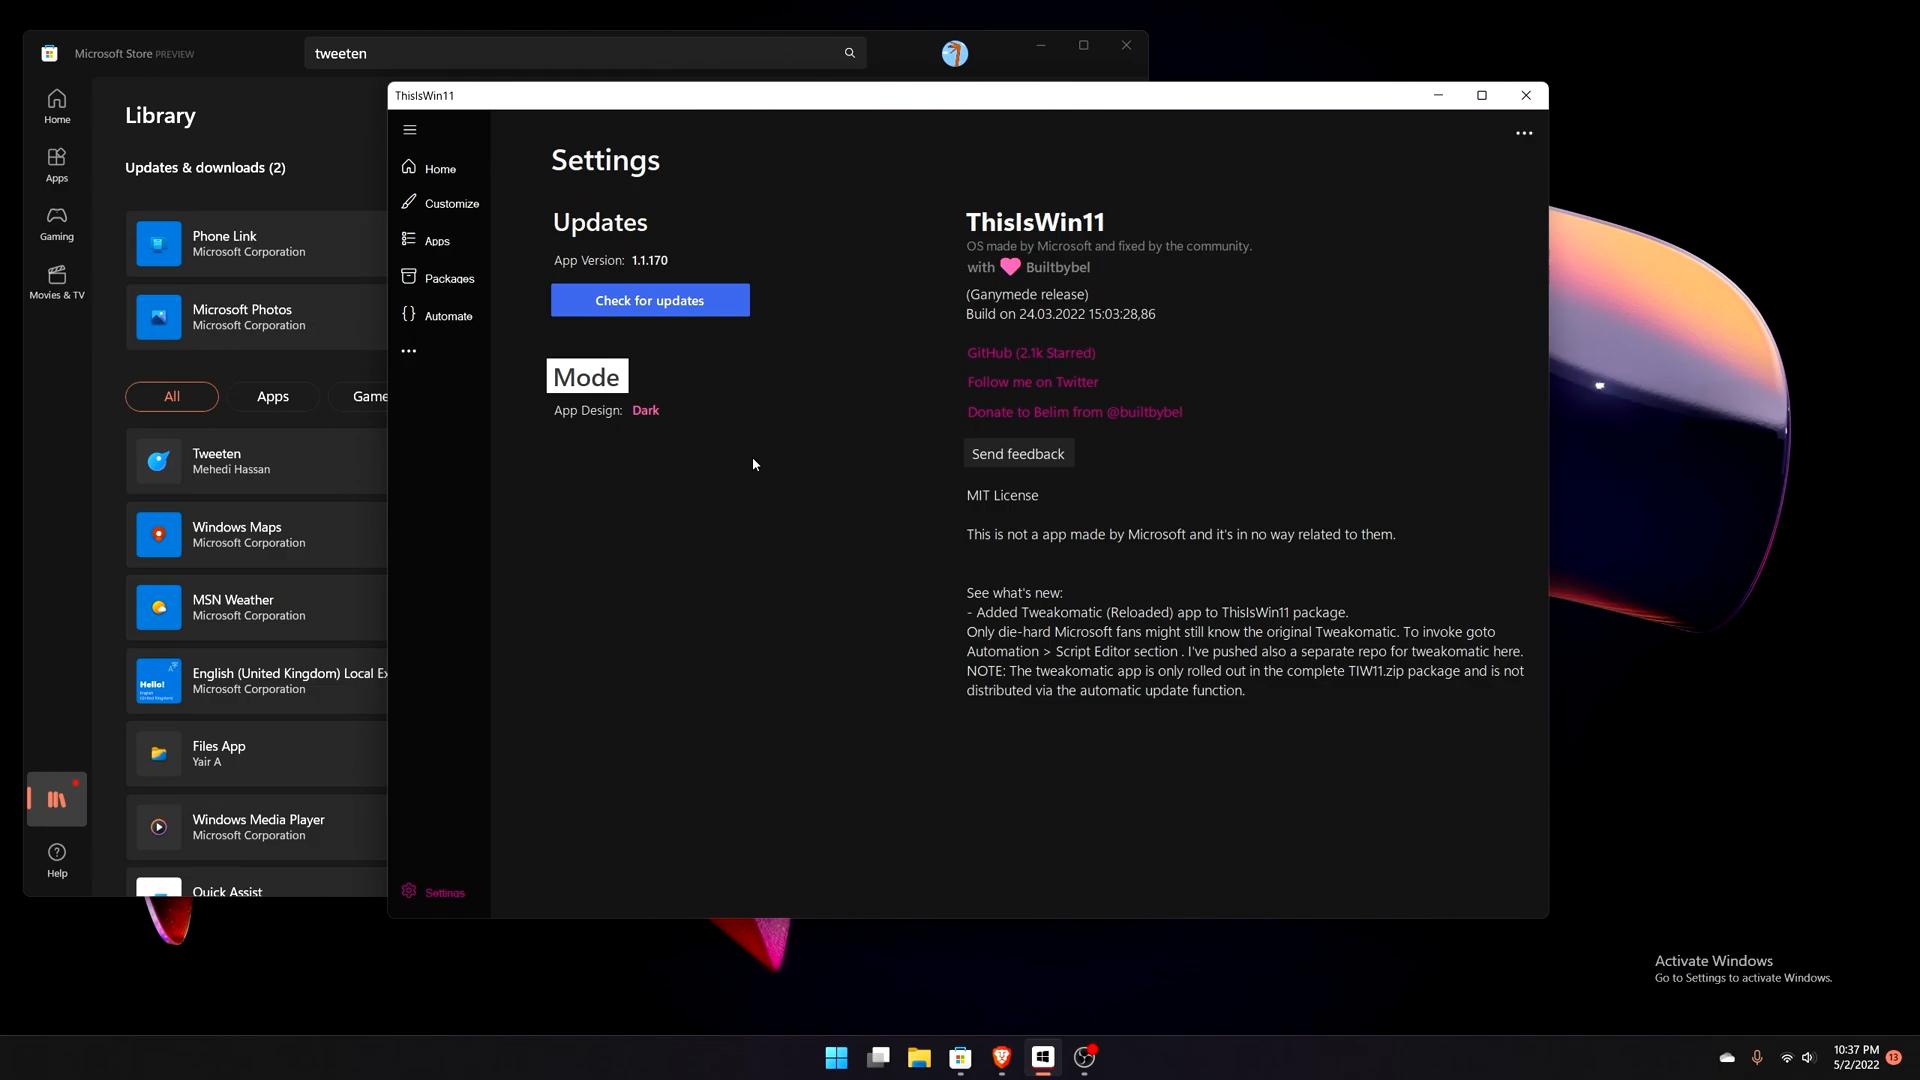 Microsoft Store PREVIEW
tweeten
Home
Apps
Gaming
Movies & TV
Help
Library
Updates & downloads (2)
Phone Link
Microsoft Corporation
Microsoft Photos
Microsoft Corporation
All
Apps
Game
Tweeten
Mehedi Hassan
Windows Maps
Microsoft Corporation
MSN Weather
Microsoft Corporation
Hello!
English (United Kingdom) Local Ex
Microsoft Corporation
Files App
Yair A
Windows Media Player
Microsoft Corporation
Quick Assist
ThisIsWin11
Home
Customize
Apps
Packages
Automate
Settings
Settings
Updates
App Version: 1.1.170
Check for updates
Mode
App Design: Dark
ThisIsWin11
OS made by Microsoft and fixed by the community.
with Builtbybel
(Ganymede release)
Build on 24.03.2022 15:03:28,86
GitHub (2.1k Starred)
Follow me on Twitter
Donate to Belim from @builtbybel
Send feedback
MIT License
This is not a app made by Microsoft and it's in no way related to them.
See what's new:
- Added Tweakomatic (Reloaded) app to ThisIsWin11 package.
Only die-hard Microsoft fans might still know the original Tweakomatic. To invoke goto
Automation > Script Editor section . I've pushed also a separate repo for tweakomatic here.
NOTE: The tweakomatic app is only rolled out in the complete TIW11.zip package and is not
distributed via the automatic update function.
Activate Windows
Go to Settings to activate Windows.
10:37 PM
5/2/2022
13